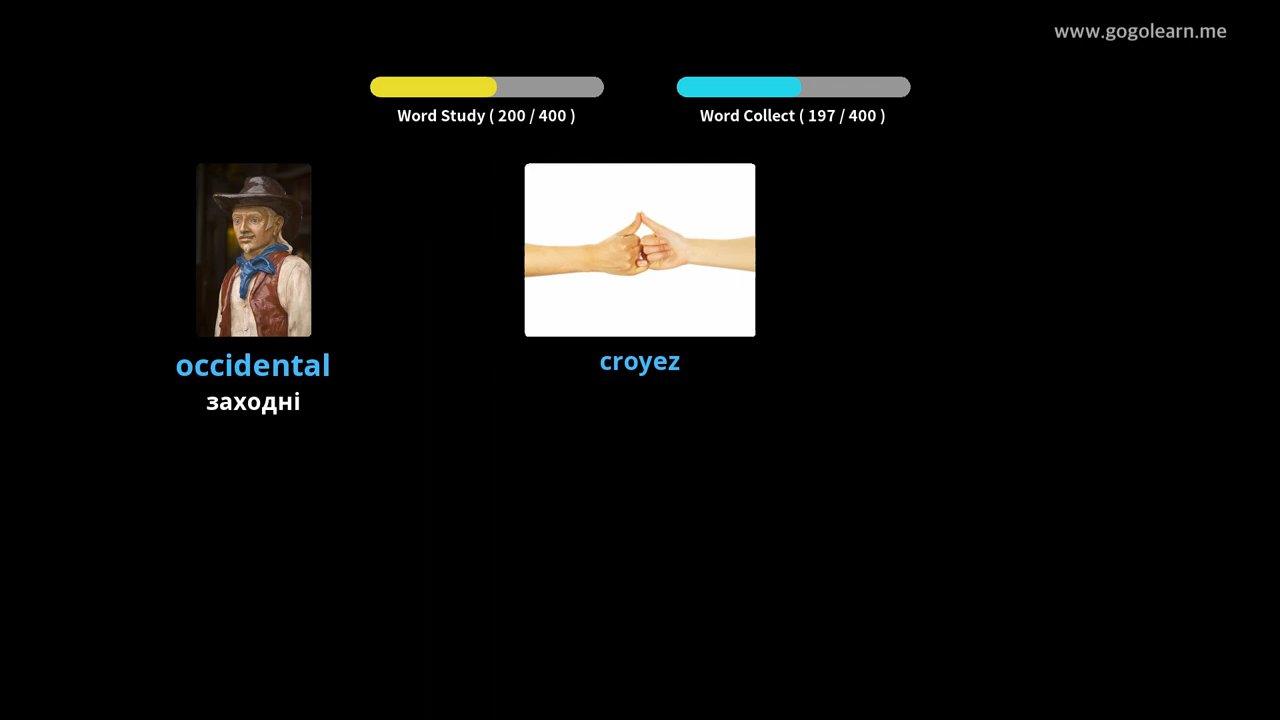 www.gogolearn.me
Word Study ( 200 / 400 )
Word Collect ( 197 / 400 )
occidental
заходні
croyez